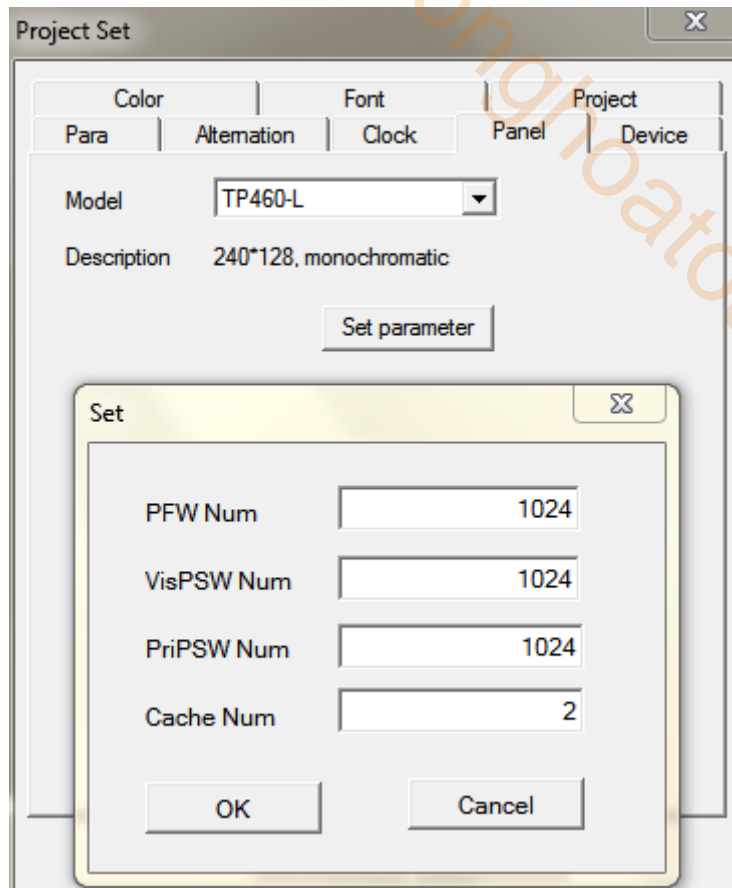 Project Set
Color Font Project
Para Alternation Clock Panel Device
Model TP460-L
Description 240*128, monochromatic
Set parameter
Set
PFW Num 1024
VisPSW Num 1024
PriPSW Num 1024
Cache Num 2
OK Cancel